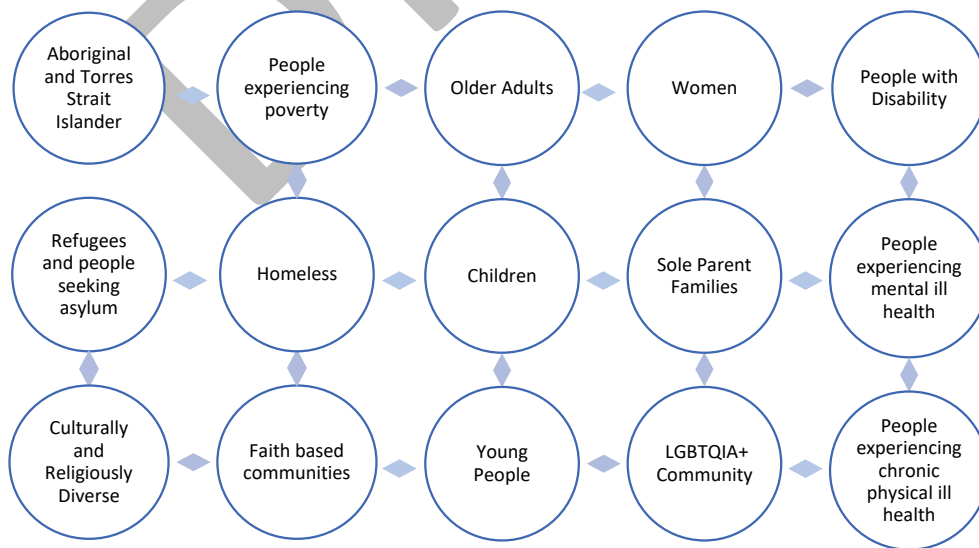 Aboriginal
and Torres
Strait
Islander
People
experiencing
poverty
Older Adults
Women
People with
Disability
Refugees
and people
seeking
asylum
Homeless
Children
Sole Parent
Families
People
experiencing
mental ill
health
Culturally
and
Religiously
Diverse
Faith based
communities
Young
People
LGBTQIA+
Community
People
experiencing
chronic
physical ill
health